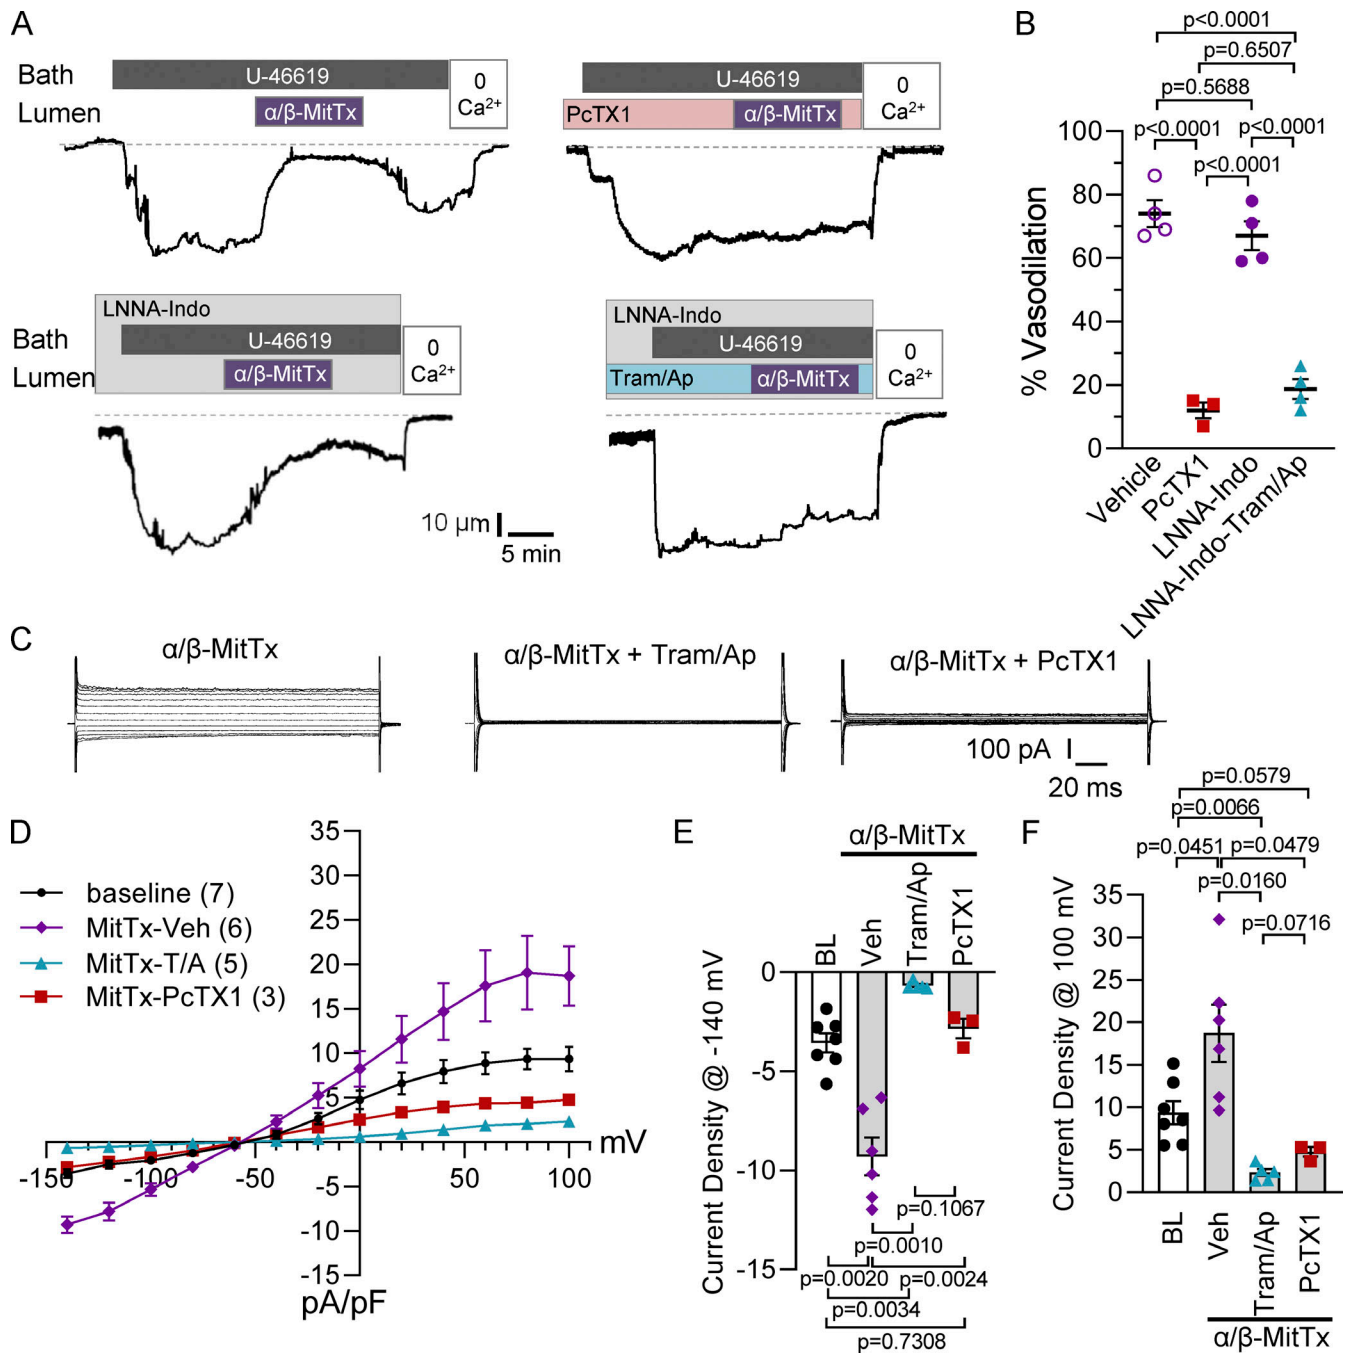 A
Bath
U-46619
0
Ca²⁺
Lumen
α/β-MitTx
U-46619
0
Ca²⁺
PcTX1
α/β-MitTx
LNNA-Indo
Bath
U-46619
0
Ca²⁺
Lumen
α/β-MitTx
LNNA-Indo
U-46619
0
Ca²⁺
Tram/Ap
α/β-MitTx
10 μm
5 min
B
p<0.0001
p=0.6507
p=0.5688
p<0.0001
p<0.0001
p<0.0001
% Vasodilation
100
80
60
40
20
0
Vehicle
PcTX1
LNNA-Indo
LNNA-Indo-Tram/Ap
C
α/β-MitTx
α/β-MitTx + Tram/Ap
α/β-MitTx + PcTX1
100 pA
20 ms
D
baseline (7)
MitTx-Veh (6)
MitTx-T/A (5)
MitTx-PcTX1 (3)
35
30
25
20
15
10
5
-5
-10
-15
-150
-100
-50
50
100
mV
pA/pF
E
α/β-MitTx
BL
Veh
Tram/Ap
PcTX1
Current Density @ -140 mV
0
-5
-10
-15
p=0.1067
p=0.0010
p=0.0020
p=0.0024
p=0.0034
p=0.7308
F
p=0.0579
p=0.0066
p=0.0451
p=0.0479
p=0.0160
p=0.0716
Current Density @ 100 mV
35
30
25
20
15
10
5
0
BL
Veh
Tram/Ap
PcTX1
α/β-MitTx